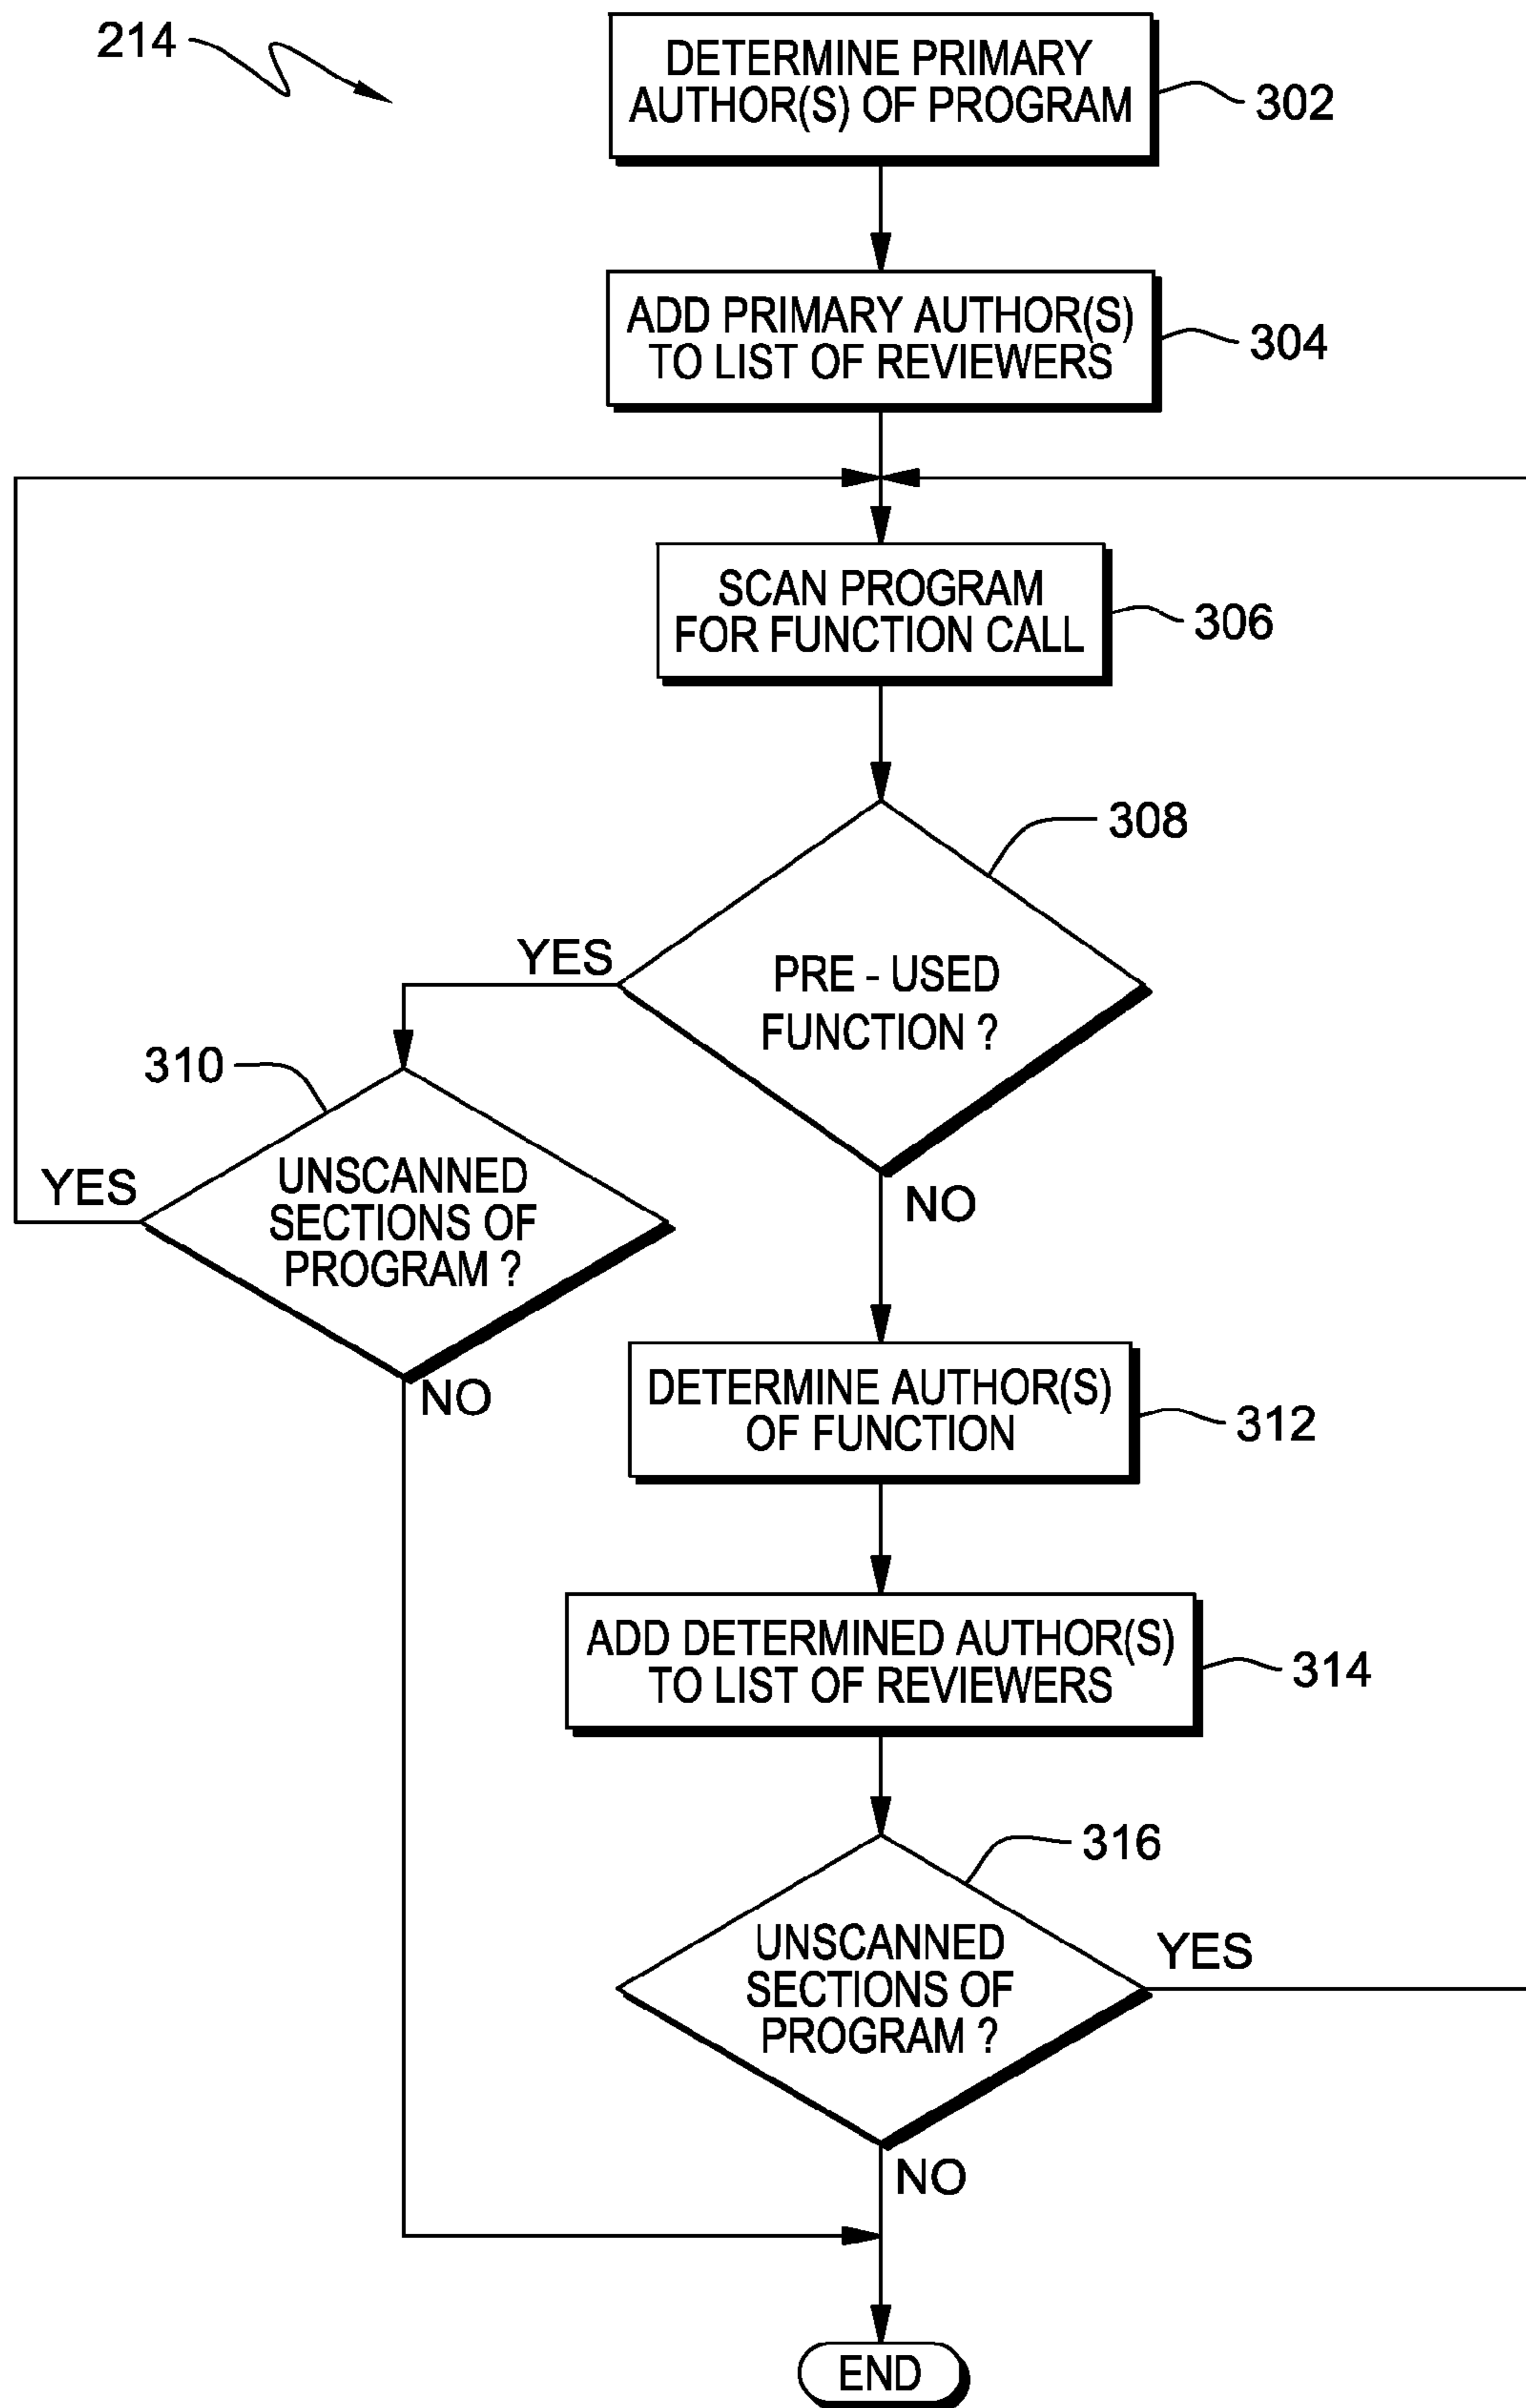 214
DETERMINE PRIMARY
AUTHOR(S) OF PROGRAM
302
ADD PRIMARY AUTHOR(S)
TO LIST OF REVIEWERS
304
SCAN PROGRAM
FOR FUNCTION CALL
306
308
PRE - USED
FUNCTION ?
YES
NO
310
UNSCANNED
SECTIONS OF
PROGRAM ?
YES
NO
DETERMINE AUTHOR(S)
OF FUNCTION
312
ADD DETERMINED AUTHOR(S)
TO LIST OF REVIEWERS
314
316
UNSCANNED
SECTIONS OF
PROGRAM ?
YES
NO
END